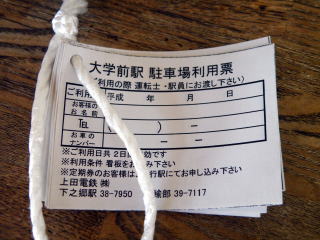 大学前駅 駐車場利用票
利用の際 運転士・駅員にお渡し下さい)
ご利用 平成 年 月 日
お客様の
お名前
TEL ( ) －
お車の
ナンバー － －
※ご利用日共 2日 有効です
※利用条件 看板をお み下さい
※定期券のお客様は 行駅にてお申し込み下さい
上田電鉄㈱
下之郷駅 38-7950 輸部 39-7117